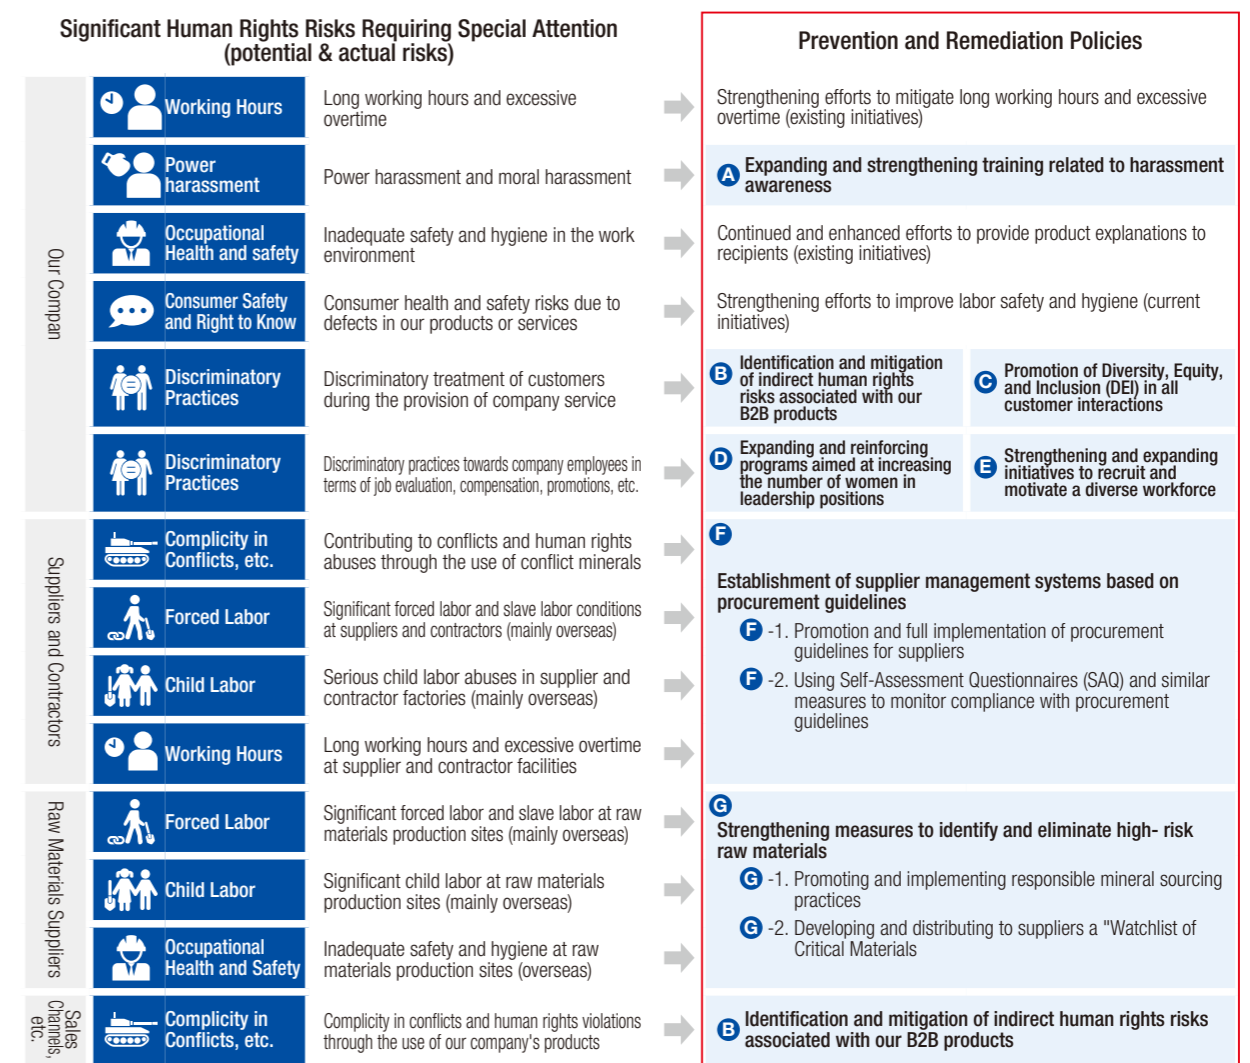 Significant Human Rights Risks Requiring Special Attention
(potential & actual risks)
Prevention and Remediation Policies
Our Compan
Working Hours
Long working hours and excessive
overtime
Strengthening efforts to mitigate long working hours and excessive
overtime (existing initiatives)
Power
harassment
Power harassment and moral harassment
A Expanding and strengthening training related to harassment
awareness
Occupational
Health and safety
Inadequate safety and hygiene in the work
environment
Continued and enhanced efforts to provide product explanations to
recipients (existing initiatives)
Consumer Safety
and Right to Know
Consumer health and safety risks due to
defects in our products or services
Strengthening efforts to improve labor safety and hygiene (current
initiatives)
Discriminatory
Practices
Discriminatory treatment of customers
during the provision of company service
B Identification and mitigation
of indirect human rights
risks associated with our
B2B products
C Promotion of Diversity, Equity,
and Inclusion (DEI) in all
customer interactions
Discriminatory
Practices
Discriminatory practices towards company employees in
terms of job evaluation, compensation, promotions, etc.
D Expanding and reinforcing
programs aimed at increasing
the number of women in
leadership positions
E Strengthening and expanding
initiatives to recruit and
motivate a diverse workforce
Suppliers and Contractors
Complicity in
Conflicts, etc.
Contributing to conflicts and human rights
abuses through the use of conflict minerals
Forced Labor
Significant forced labor and slave labor conditions
at suppliers and contractors (mainly overseas)
Child Labor
Serious child labor abuses in supplier and
contractor factories (mainly overseas)
Working Hours
Long working hours and excessive overtime
at supplier and contractor facilities
F
Establishment of supplier management systems based on
procurement guidelines
F -1. Promotion and full implementation of procurement
guidelines for suppliers
F -2. Using Self-Assessment Questionnaires (SAQ) and similar
measures to monitor compliance with procurement
guidelines
Raw Materials Suppliers
Forced Labor
Significant forced labor and slave labor at raw
materials production sites (mainly overseas)
Child Labor
Significant child labor at raw materials
production sites (mainly overseas)
Occupational
Health and Safety
Inadequate safety and hygiene at raw
materials production sites (overseas)
G
Strengthening measures to identify and eliminate high- risk
raw materials
G -1. Promoting and implementing responsible mineral sourcing
practices
G -2. Developing and distributing to suppliers a "Watchlist of
Critical Materials
Sales
Channels,
etc.
Complicity in
Conflicts, etc.
Complicity in conflicts and human rights violations
through the use of our company's products
B Identification and mitigation of indirect human rights risks
associated with our B2B products